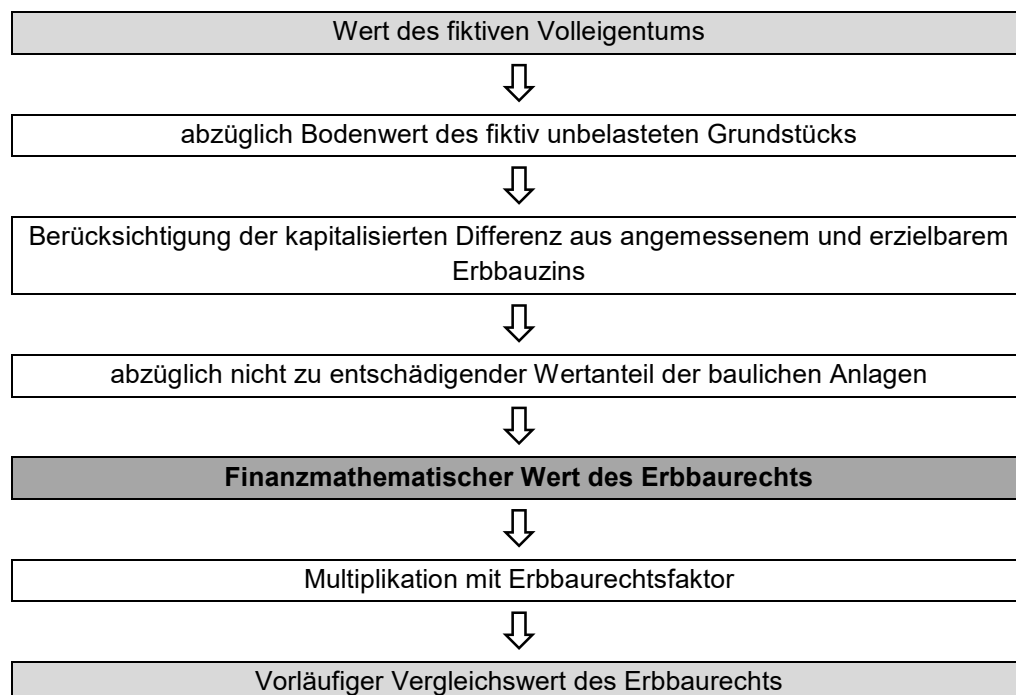 Wert des fiktiven Volleigentums
abzüglich Bodenwert des fiktiv unbelasteten Grundstücks
Berücksichtigung der kapitalisierten Differenz aus angemessenem und erzielbarem
Erbbauzins
abzüglich nicht zu entschädigender Wertanteil der baulichen Anlagen
Finanzmathematischer Wert des Erbbaurechts
Multiplikation mit Erbbaurechtsfaktor
Vorläufiger Vergleichswert des Erbbaurechts